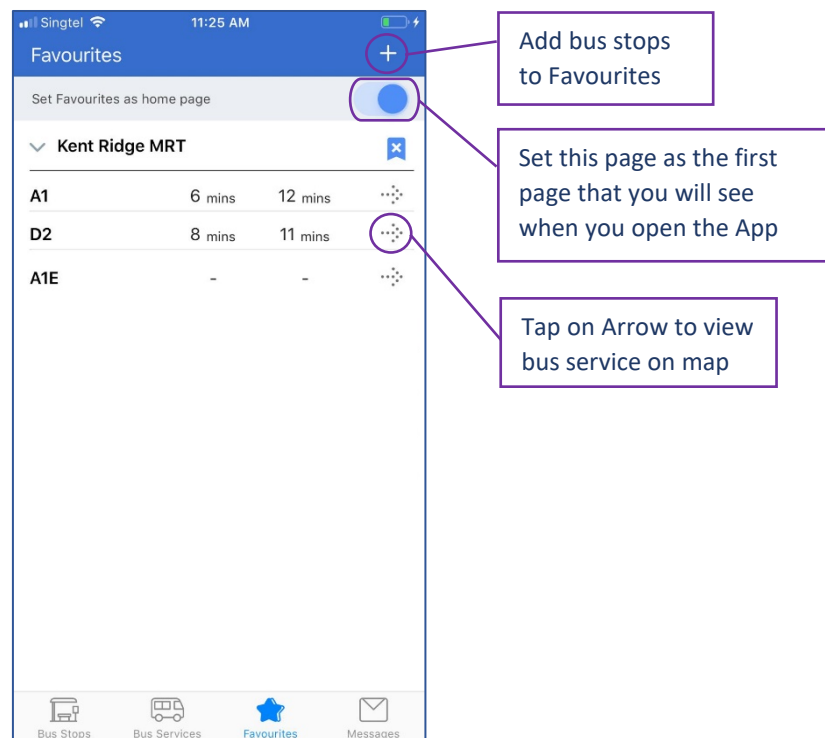 Singtel 11:25 AM
Favourites +
Set Favourites as home page
Kent Ridge MRT
A1 6 mins 12 mins
D2 8 mins 11 mins
A1E - -
Bus Stops Bus Services Favourites Messages
Add bus stops
to Favourites
Set this page as the first
page that you will see
when you open the App
Tap on Arrow to view
bus service on map